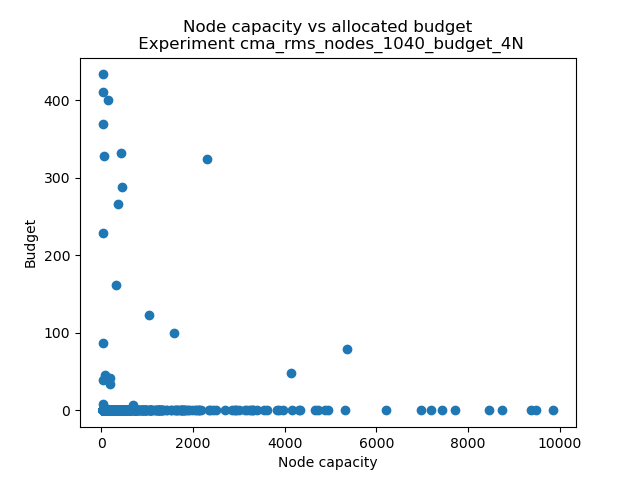 Node capacity vs allocated budget
Experiment cma_rms_nodes_1040_budget_4N
400
300
200
100
0
Budget
0 2000 4000 6000 8000 10000
Node capacity